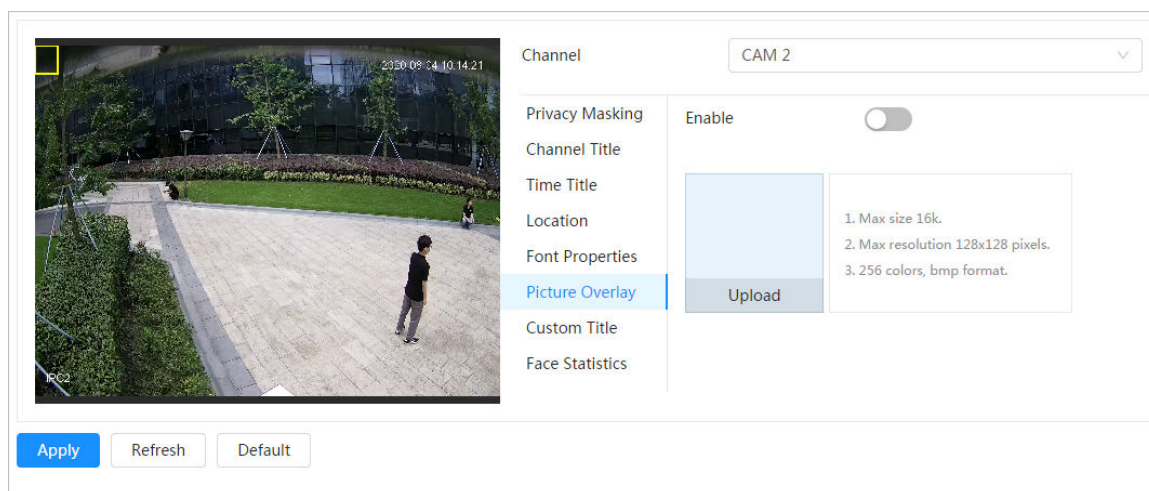 2020-09-04 10:14:21
IPC2
Channel
CAM 2
Privacy Masking
Channel Title
Time Title
Location
Font Properties
Picture Overlay
Custom Title
Face Statistics
Enable
Upload
1. Max size 16k.
2. Max resolution 128x128 pixels.
3. 256 colors, bmp format.
Apply
Refresh
Default